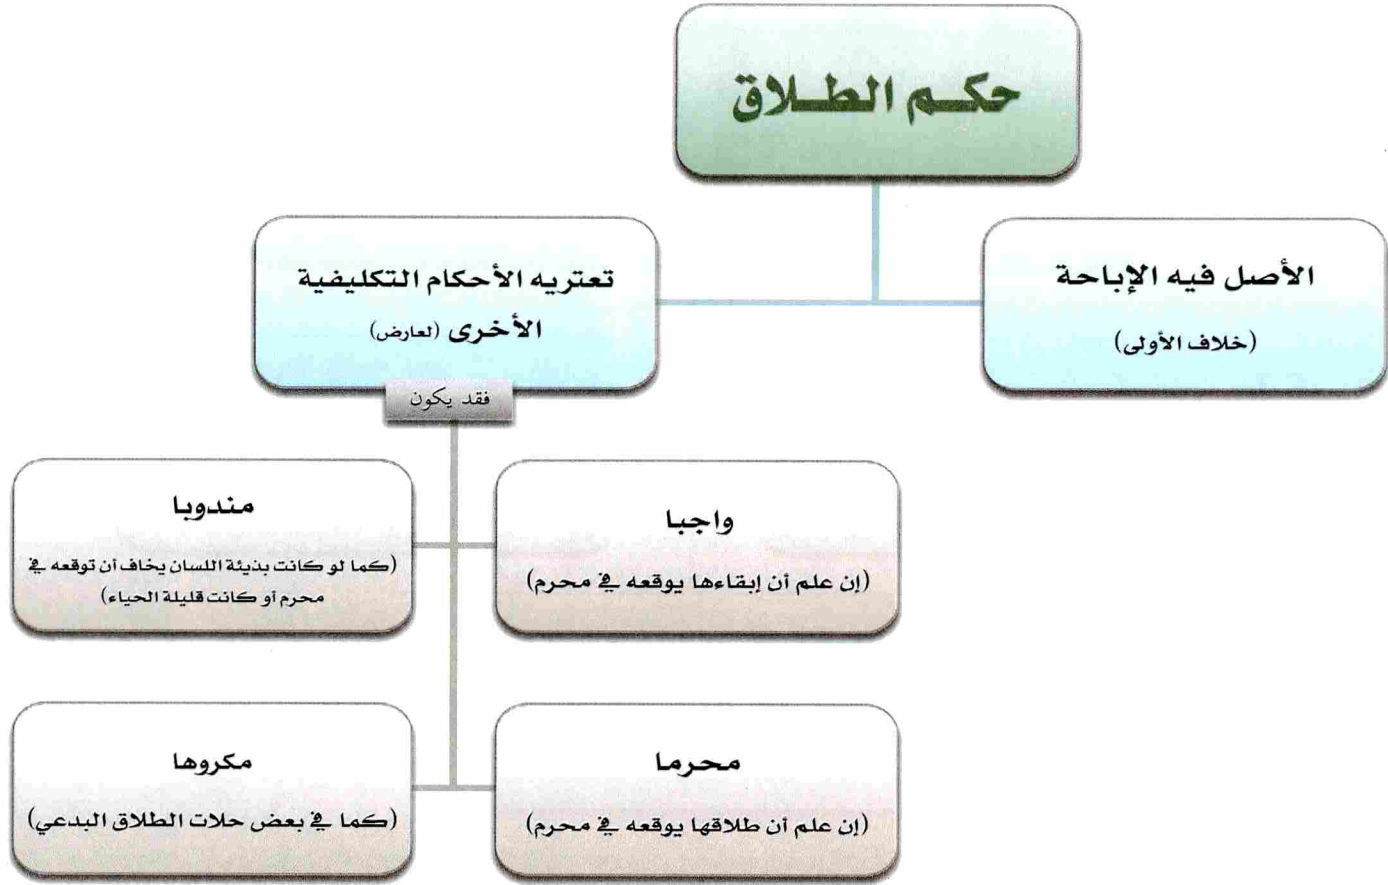 حكم الطلاق
الأصل فيه الإباحة
(خلاف الأولى)
تعتريه الأحكام التكليفية
الأخرى (لعارض)
فقد يكون
واجبا
(إن علم أن إبقاءها يوقعه في محرم)
مندوبا
(كما لو كانت بذيئة اللسان يخاف أن توقعه في
محرم أو كانت قليلة الحياء)
محرما
(إن علم أن طلاقها يوقعه في محرم)
مكروها
(كما في بعض حلات الطلاق البدعي)